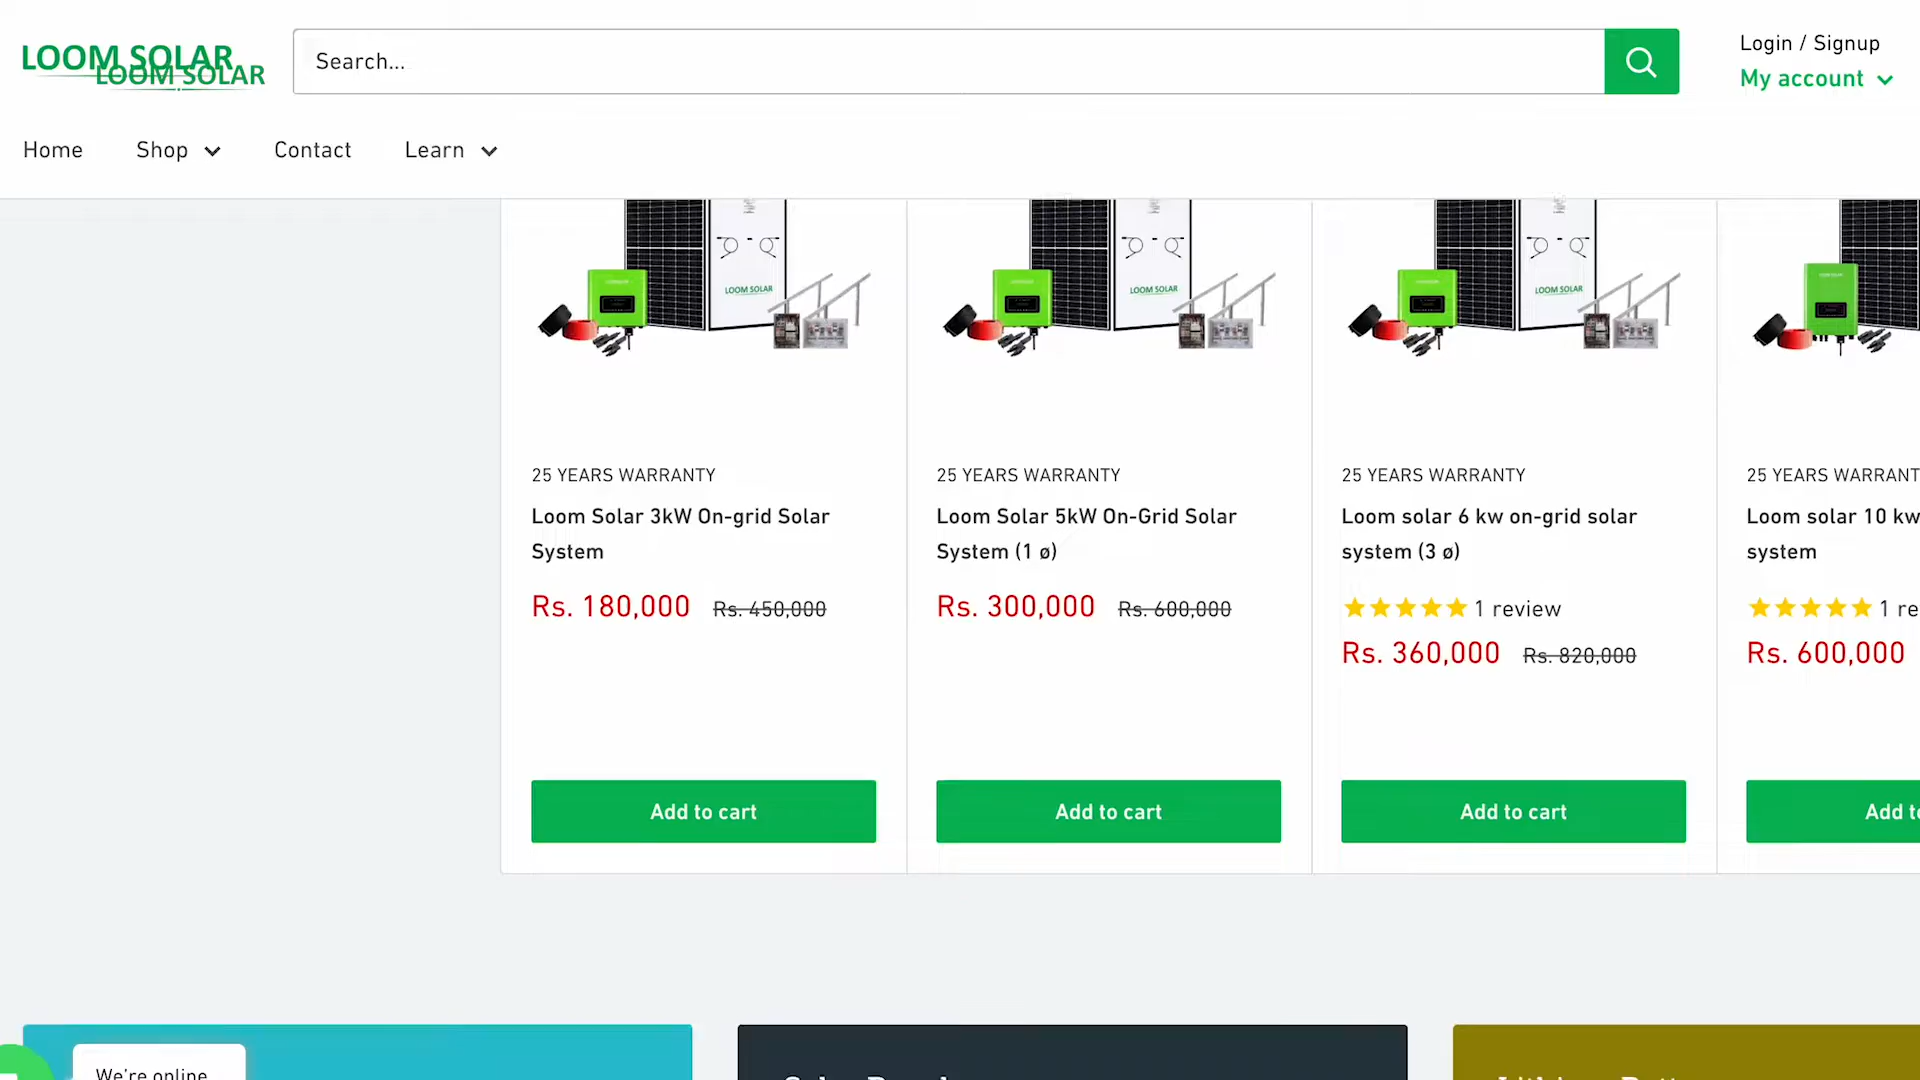 LOOM SOLAR
LOOM SOLAR
Search...
Login / Signup
My account
Home
Shop
Contact
Learn
LOOM SOLAR
LOOM SOLAR
LOOM SOLAR
25 YEARS WARRANTY
Loom Solar 3kW On-grid Solar
System
Rs. 180,000 Rs. 450,000
Add to cart
25 YEARS WARRANTY
Loom Solar 5kW On-Grid Solar
System (1 ø)
Rs. 300,000 Rs. 600,000
Add to cart
25 YEARS WARRANTY
Loom solar 6 kw on-grid solar
system (3 ø)
1 review
Rs. 360,000 Rs. 820,000
Add to cart
25 YEARS WARRANT
Loom solar 10 kw
system
1 re
Rs. 600,000
Add t
We're online